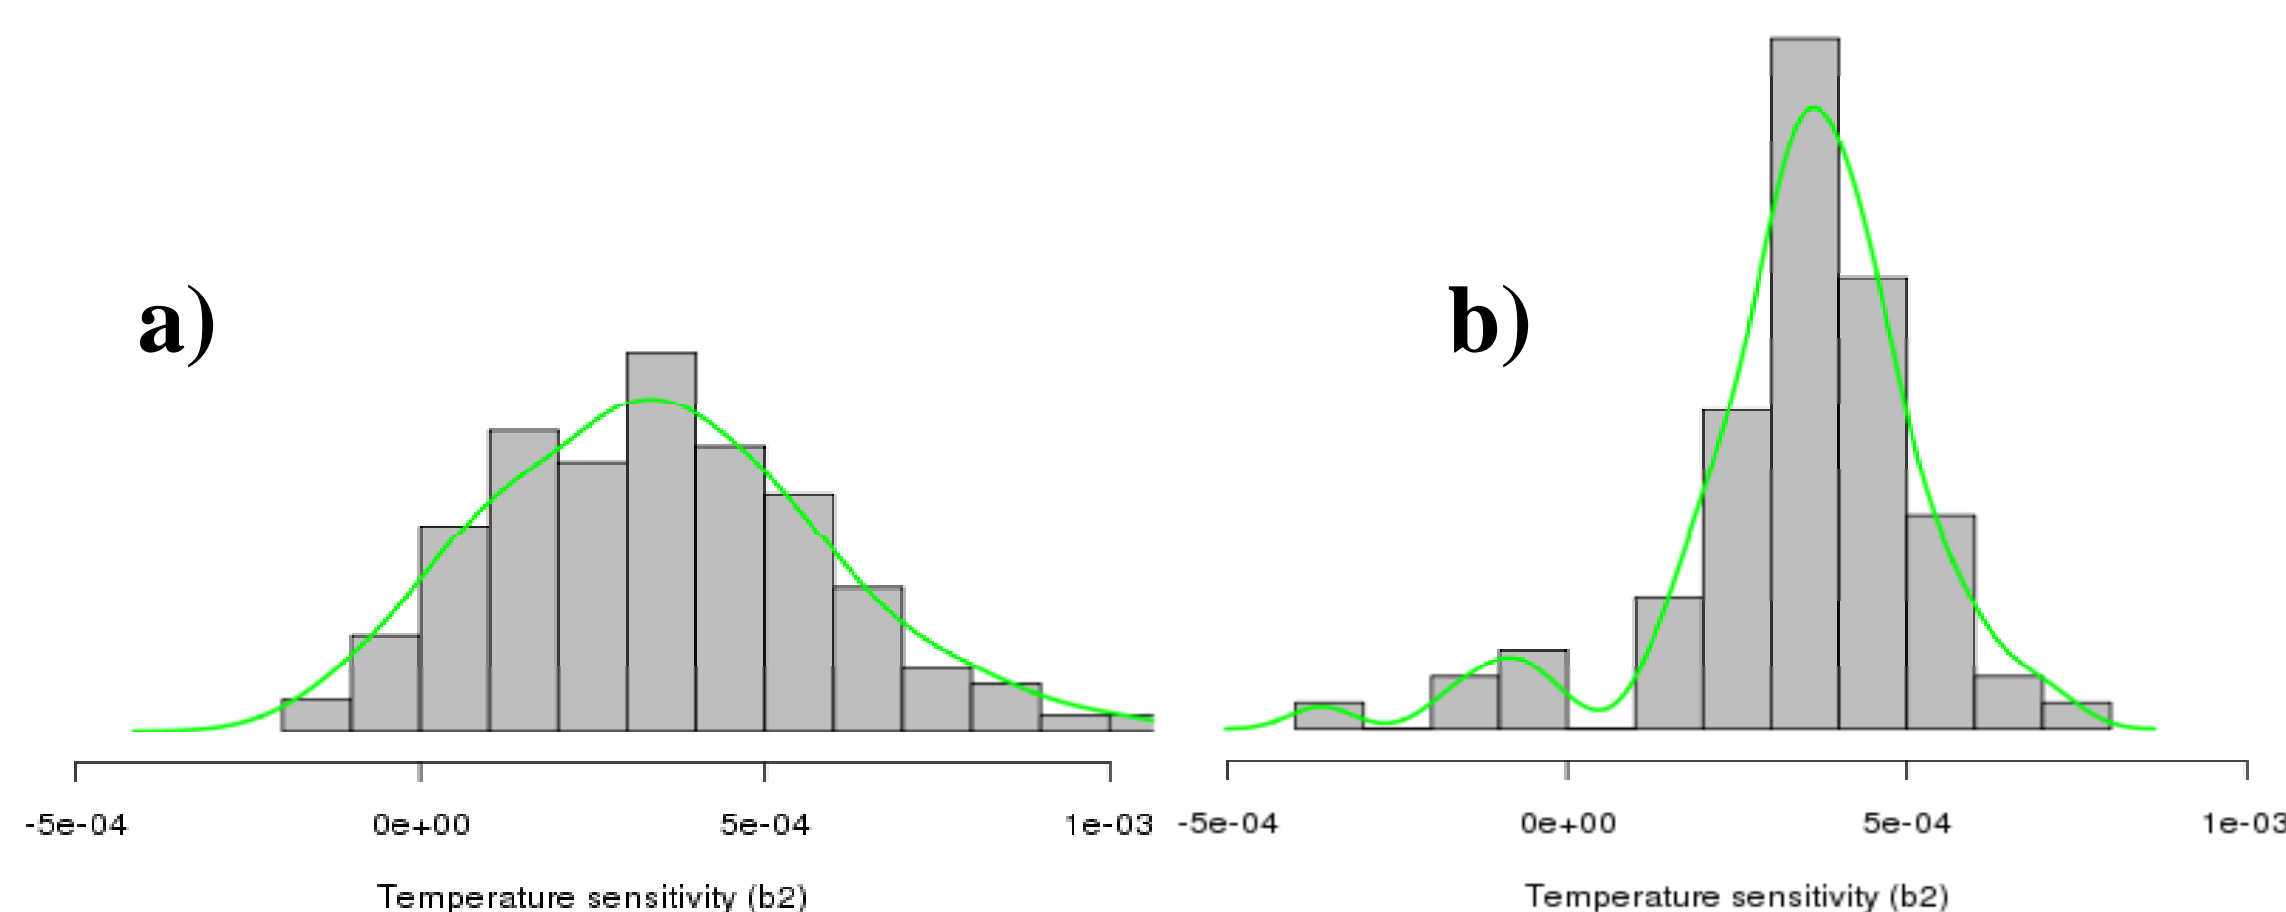 a)
b)
-5e-04 0e+00 5e-04 1e-03
-5e-04 0e+00 5e-04 1e-03
Temperature sensitivity (b2)
Temperature sensitivity (b2)